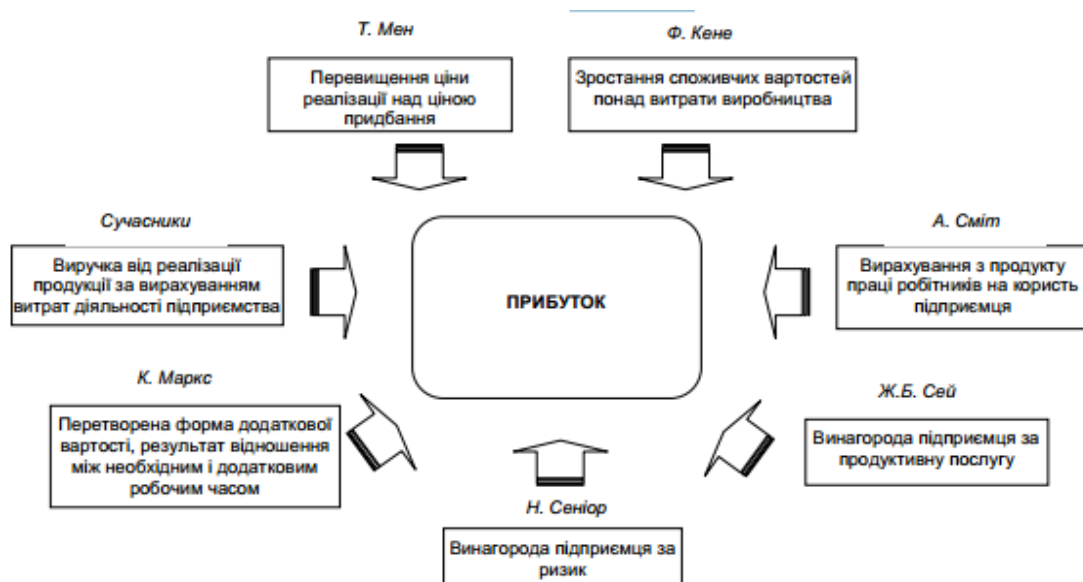 Т. Мен
Перевищення ціни
реалізації над ціною
придбання
Ф. Кене
Зростання споживчих вартостей
понад витрати виробництва
Сучасники
Виручка від реалізації
продукції за вирахуванням
витрат діяльності підприємства
ПРИБУТОК
А. Сміт
Вирахування з продукту
праці робітників на користь
підприємця
К. Маркс
Перетворена форма додаткової
вартості, результат відношення
між необхідним і додатковим
робочим часом
Ж.Б. Сей
Винагорода підприємця за
продуктивну послугу
Н. Сеніор
Винагорода підприємця за
ризик